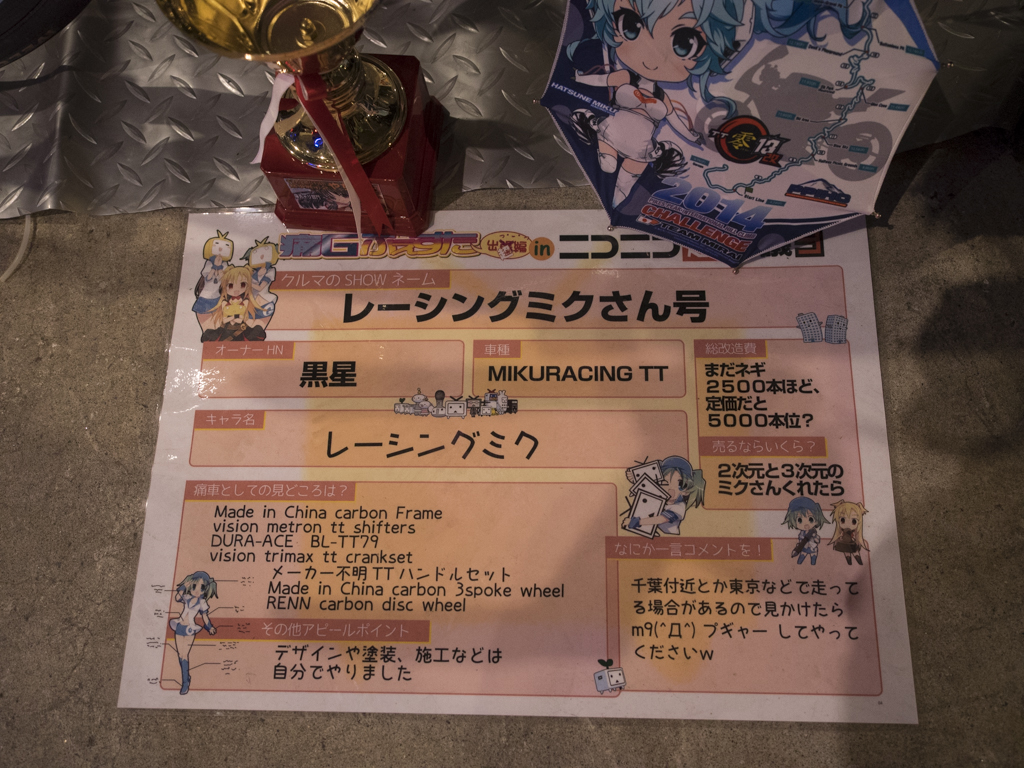 HATSUNE MIKU
零
13
2014
CHALLENGE
TEAM MIRAI
痛Gふぇすた
in ニコニコ
クルマのSHOWネーム
レーシングミクさん号
オーナーHN
黒星
車種
MIKURACING TT
総改造費
まだネギ
2500本ほど、
定価だと
5000本位?
キャラ名
レーシングミク
売るならいくら?
2次元と3次元の
ミクさんくれたら
痛車としての見どころは?
Made in China carbon Frame
vision metron tt shifters
DURA-ACE BL-TT79
vision trimax tt crankset
メーカー不明TTハンドルセット
Made in China carbon 3spoke wheel
RENN carbon disc wheel
その他アピールポイント
デザインや塗装、施工などは
自分でやりました
なにか一言コメントを!
千葉付近とか東京などで走って
る場合があるので見かけたら
m9(^Д^) プギャー してやって
くださいw